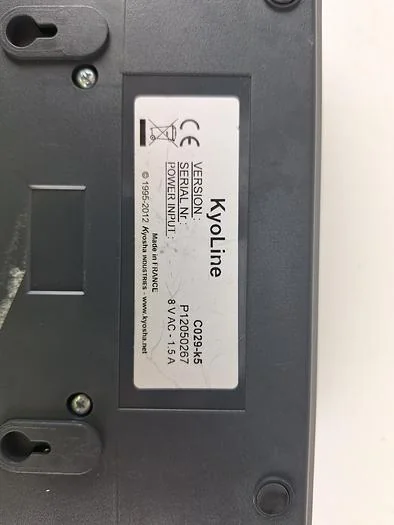 KyoLine
VERSION : C029-k5
SERIAL Nr : P12050267
POWER INPUT : 8 V AC - 1.5 A
Made in FRANCE
© 1995-2012 Kyosha INDUSTRIES - www.kyosha.net